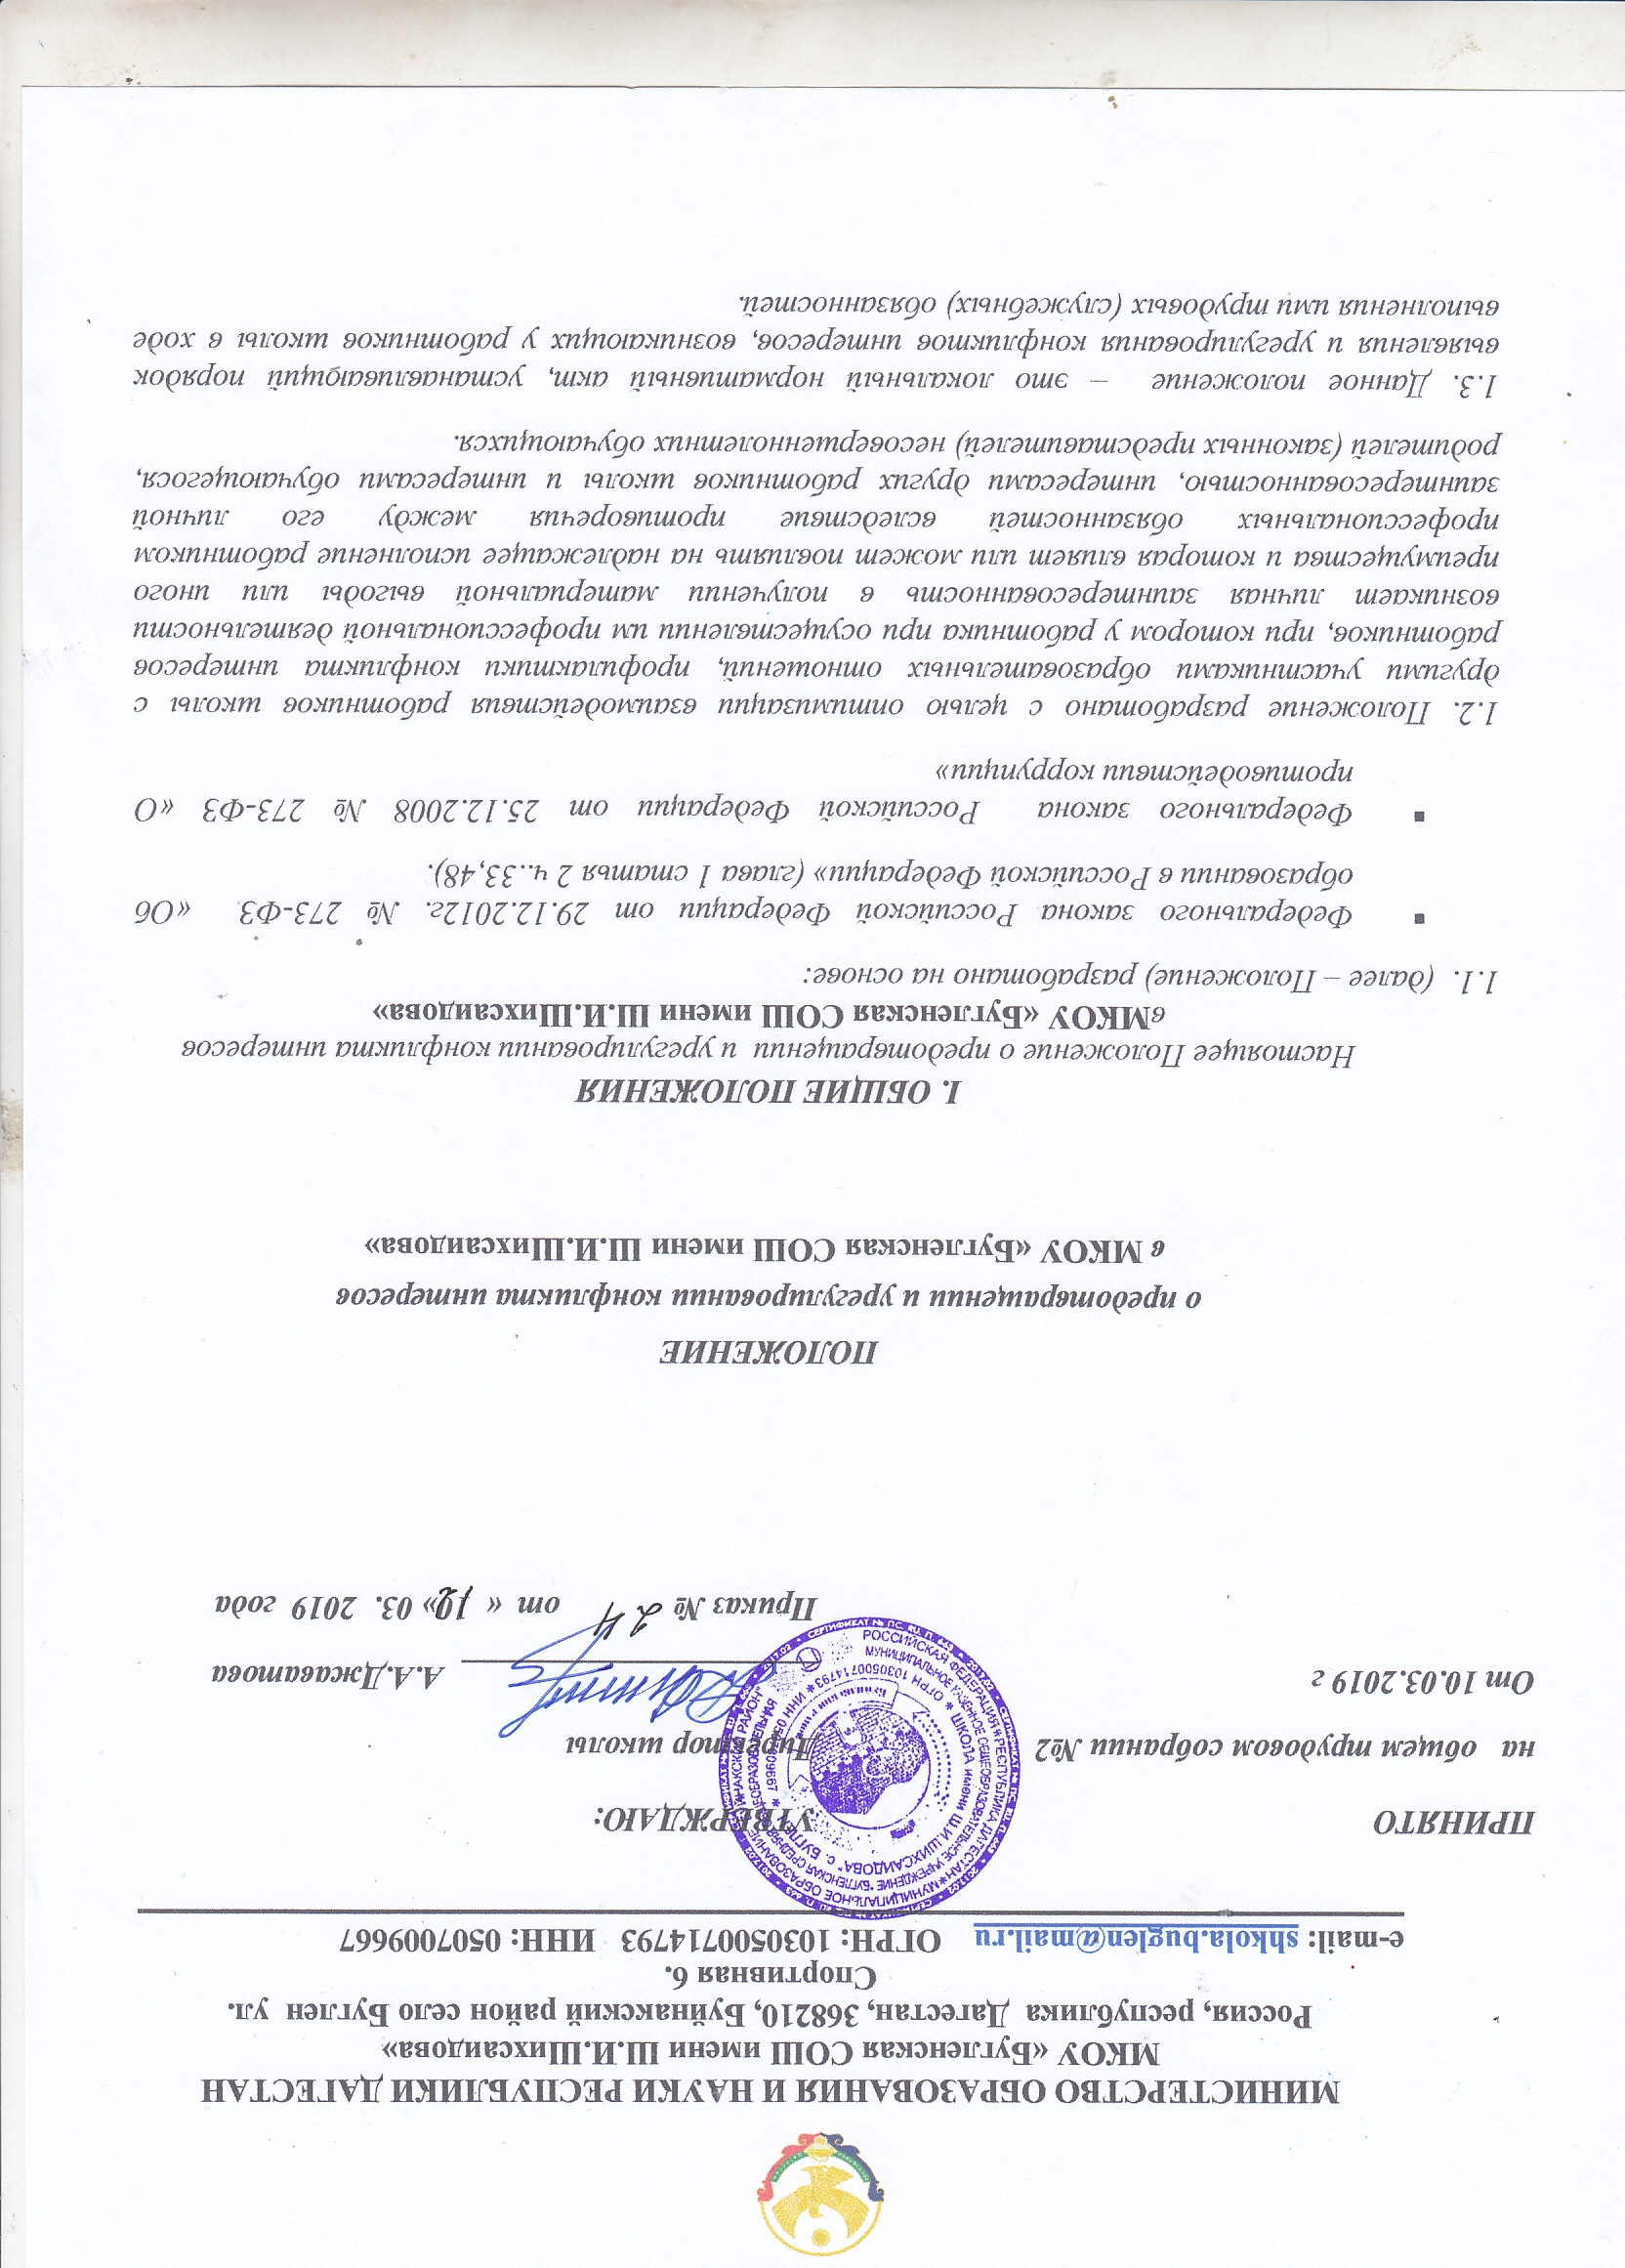 МИНИСТЕРСТВО ОБРАЗОВАНИЯ И НАУКИ РЕСПУБЛИКИ ДАГЕСТАН
МКОУ «Бугленская СОШ имени Ш.И.Шихсаидова»
Россия, республика Дагестан, 368210, Буйнакский район село Буглен ул.
Спортивная 6.
e-mail: shkola.buglen@mail.ru ОГРН: 1030500714793 ИНН: 0507009667
ПРИНЯТО УТВЕРЖДАЮ:
на общем трудовом собрании №2 Директор школы
От 10.03.2019 г А.А.Джаватова
Приказ № 24 от « 12» 03. 2019 года
ПОЛОЖЕНИЕ
о предотвращении и урегулировании конфликта интересов
в МКОУ «Бугленская СОШ имени Ш.И.Шихсаидова»
I. ОБЩИЕ ПОЛОЖЕНИЯ
Настоящее Положение о предотвращении и урегулировании конфликта интересов
вМКОУ «Бугленская СОШ имени Ш.И.Шихсаидова»
1.1. (далее – Положение) разработано на основе:
▪ Федерального закона Российской Федерации от 29.12.2012г. № 273-ФЗ «Об
образовании в Российской Федерации» (глава 1 статья 2 ч..33,48).
▪ Федерального закона Российской Федерации от 25.12.2008 № 273-ФЗ «О
противодействии коррупции»
1.2. Положение разработано с целью оптимизации взаимодействия работников школы с
другими участниками образовательных отношений, профилактики конфликта интересов
работников, при котором у работника при осуществлении им профессиональной деятельности
возникает личная заинтересованность в получении материальной выгоды или иного
преимущества и которая влияет или может повлиять на надлежащее исполнение работником
профессиональных обязанностей вследствие противоречия между его личной
заинтересованностью, интересами других работников школы и интересами обучающегося,
родителей (законных представителей) несовершеннолетних обучающихся.
1.3. Данное положение – это локальный нормативный акт, устанавливающий порядок
выявления и урегулирования конфликтов интересов, возникающих у работников школы в ходе
выполнения ими трудовых (служебных) обязанностей.